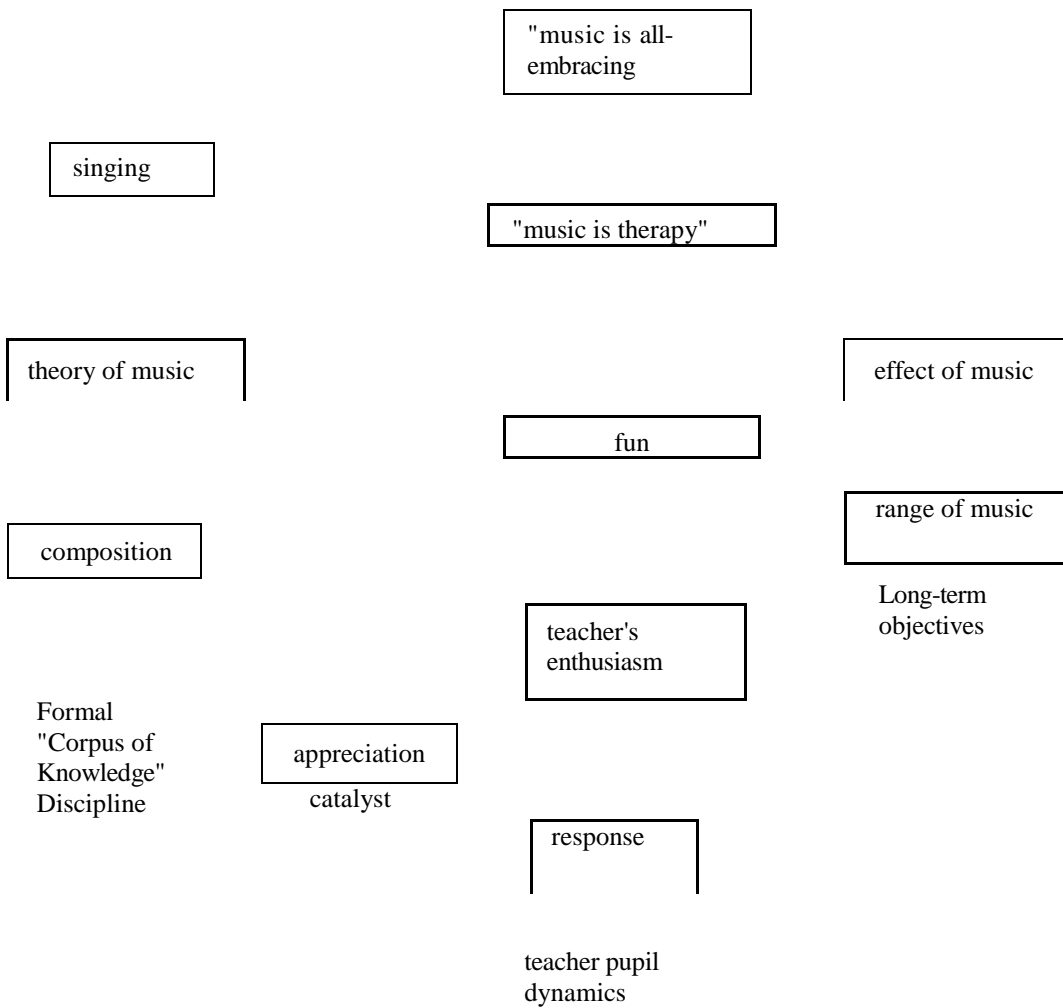 "music is all-
embracing
singing
"music is therapy"
theory of music
effect of music
fun
range of music
composition
Long-term
objectives
teacher's
enthusiasm
Formal
"Corpus of
Knowledge"
Discipline
appreciation
catalyst
response
teacher pupil
dynamics